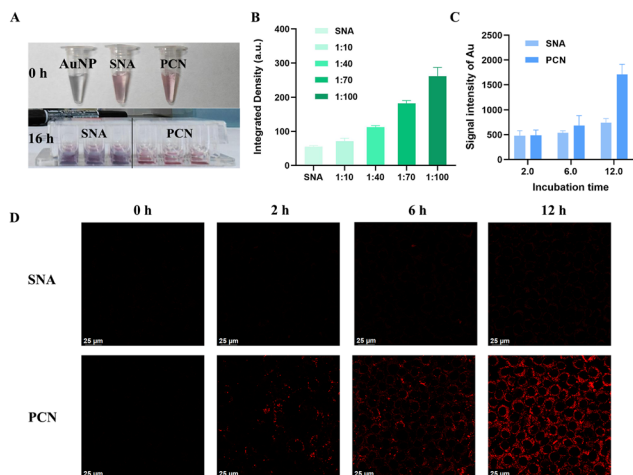 A
AuNP SNA PCN
0 h
16 h
SNA PCN
B
Integrated Density (a.u.)
400
300
200
100
0
SNA
1:10
1:40
1:70
1:100
SNA 1:10 1:40 1:70 1:100
C
Signal intensity of Au
2500
2000
1500
1000
500
0
SNA
PCN
2.0 6.0 12.0
Incubation time
D
0 h 2 h 6 h 12 h
SNA
25 µm 25 µm 25 µm 25 µm
PCN
25 µm 25 µm 25 µm 25 µm